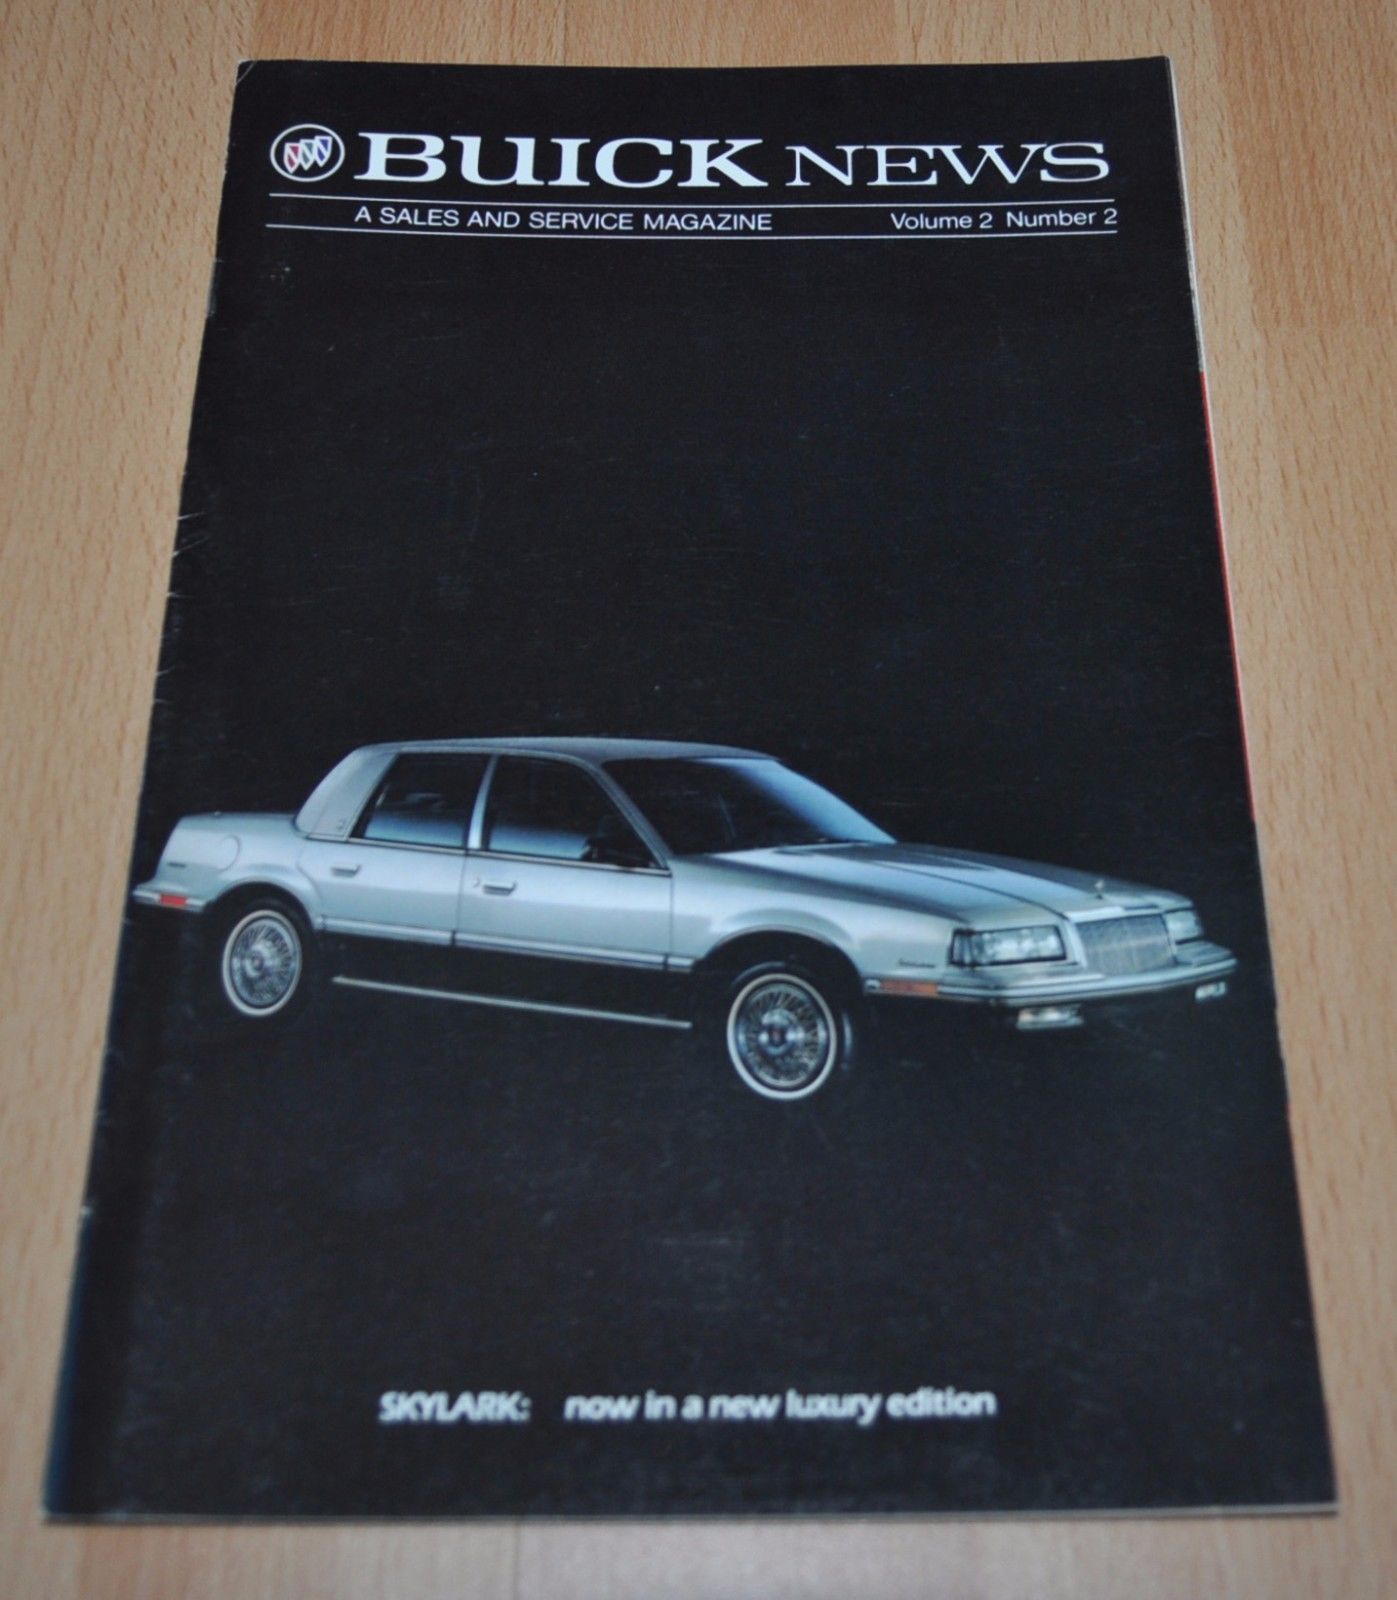 BUICK NEWS
A SALES AND SERVICE MAGAZINE Volume 2 Number 2
SKYLARK: now in a new luxury edition